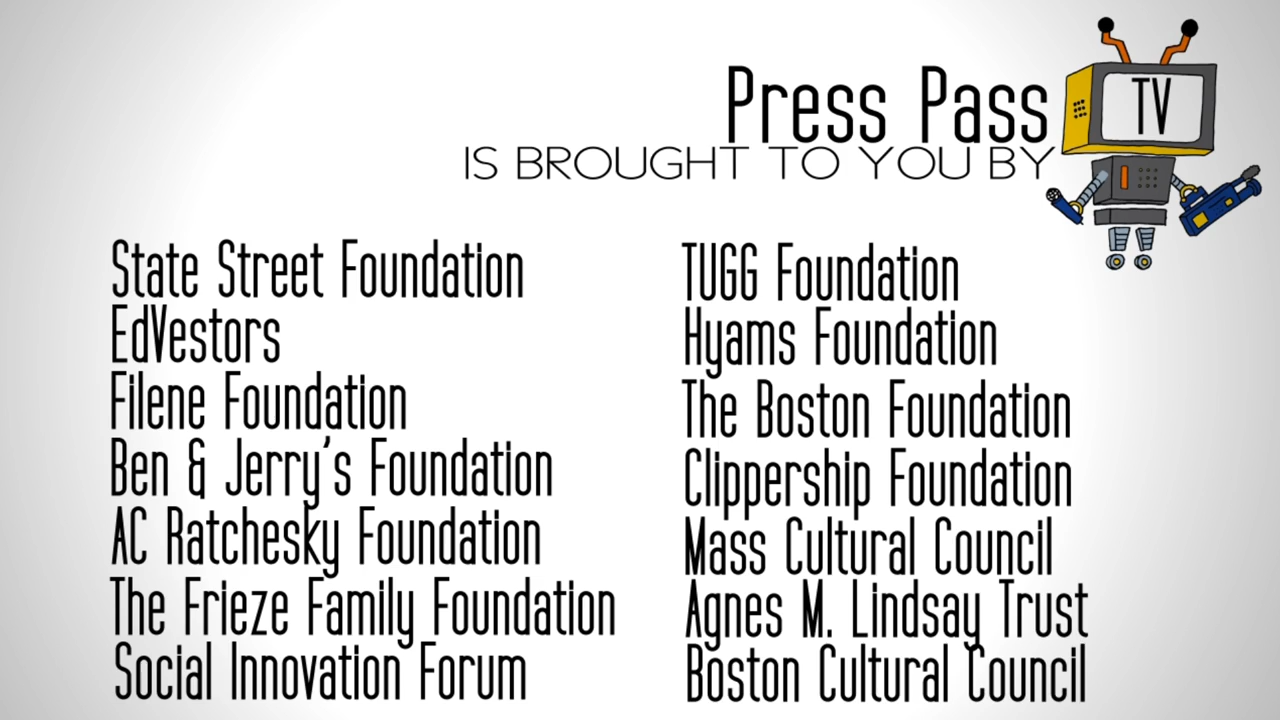 Press Pass TV
IS BROUGHT TO YOU BY
State Street Foundation
EdVestors
Filene Foundation
Ben & Jerry's Foundation
AC Ratchesky Foundation
The Frieze Family Foundation
Social Innovation Forum
TUGG Foundation
Hyams Foundation
The Boston Foundation
Clippership Foundation
Mass Cultural Council
Agnes M. Lindsay Trust
Boston Cultural Council